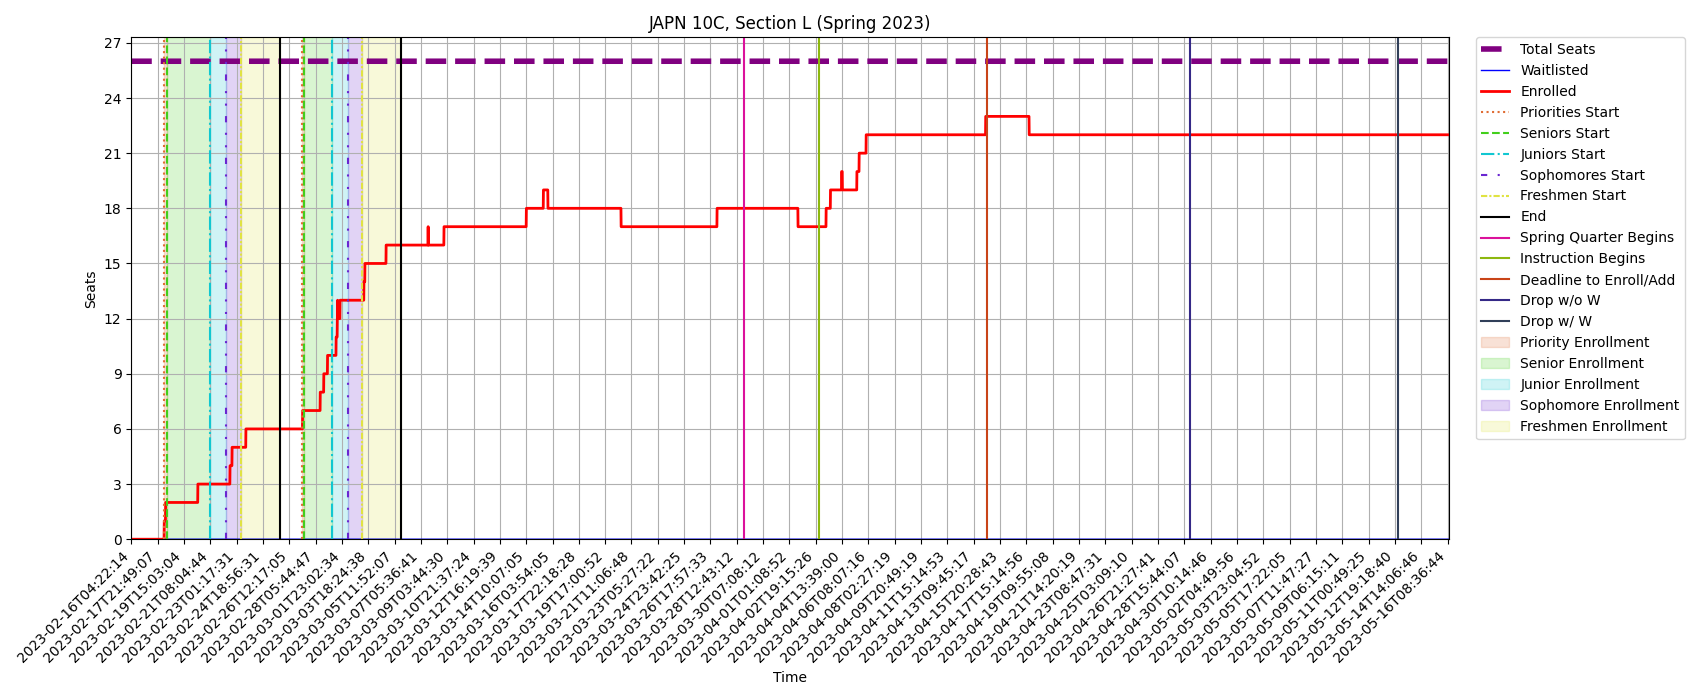 JAPN 10C, Section L (Spring 2023)
27
24
21
18
15
12
9
6
3
0
Seats
2023-02-16T04:22:14
2023-02-17T21:49:07
2023-02-19T15:03:04
2023-02-21T08:04:44
2023-02-23T01:17:31
2023-02-24T18:56:31
2023-02-26T12:17:05
2023-02-28T05:44:47
2023-03-01T23:02:34
2023-03-03T18:24:38
2023-03-05T11:52:07
2023-03-07T05:36:41
2023-03-09T03:44:30
2023-03-12T16:19:39
2023-03-12T21:37:24
2023-03-14T10:07:05
2023-03-16T03:54:05
2023-03-17T22:18:28
2023-03-19T17:00:52
2023-03-21T11:06:48
2023-03-23T05:27:22
2023-03-24T23:42:25
2023-03-26T17:57:33
2023-03-28T12:43:12
2023-03-30T07:08:12
2023-04-01T01:08:52
2023-04-02T19:15:26
2023-04-04T13:39:00
2023-04-06T08:07:16
2023-04-08T02:27:19
2023-04-09T20:49:19
2023-04-11T15:14:53
2023-04-13T09:45:17
2023-04-15T20:28:43
2023-04-17T15:14:56
2023-04-19T09:55:08
2023-04-21T14:20:19
2023-04-23T08:47:31
2023-04-25T03:09:10
2023-04-26T21:27:41
2023-04-28T15:44:07
2023-04-30T10:14:46
2023-05-02T04:49:56
2023-05-03T23:04:52
2023-05-05T17:22:05
2023-05-07T11:47:27
2023-05-09T06:15:11
2023-05-11T00:49:25
2023-05-12T19:18:40
2023-05-14T14:06:46
2023-05-16T08:36:44
Time
Total Seats
Waitlisted
Enrolled
Priorities Start
Seniors Start
Juniors Start
Sophomores Start
Freshmen Start
End
Spring Quarter Begins
Instruction Begins
Deadline to Enroll/Add
Drop w/o W
Drop w/ W
Priority Enrollment
Senior Enrollment
Junior Enrollment
Sophomore Enrollment
Freshmen Enrollment